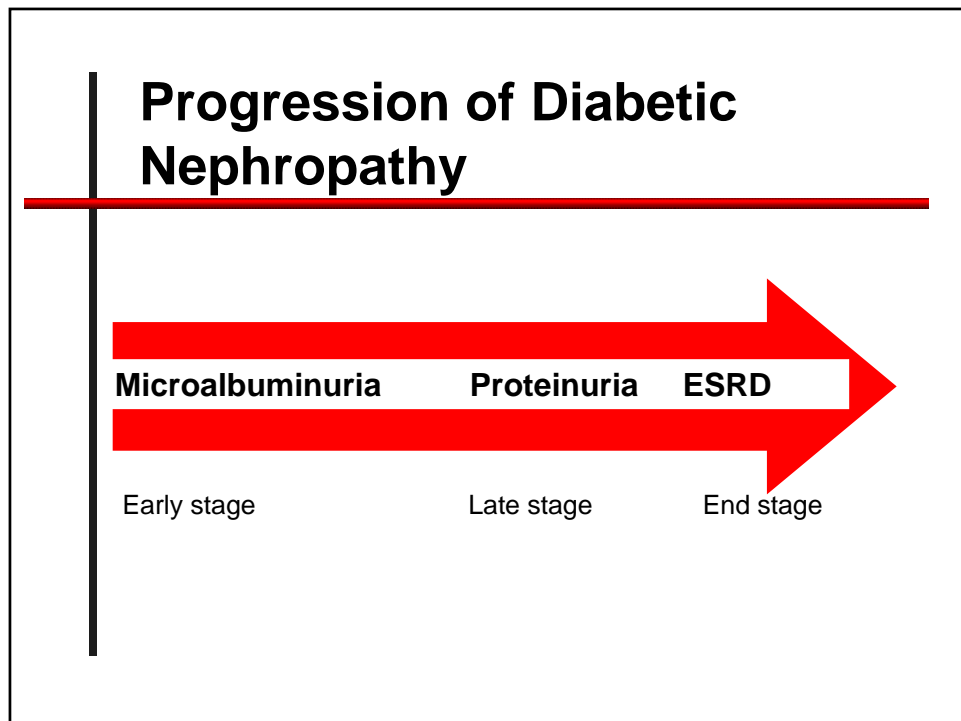 Progression of Diabetic
Nephropathy
Microalbuminuria Proteinuria ESRD
Early stage Late stage End stage